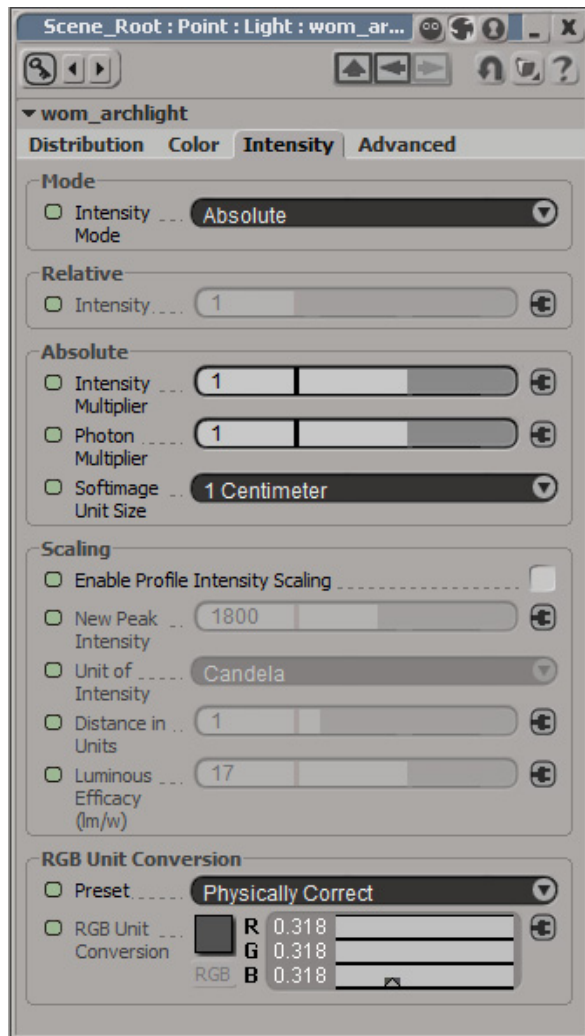 Scene_Root : Point : Light : wom_ar...
wom_archlight
Distribution Color Intensity Advanced
Mode
Intensity Mode Absolute
Relative
Intensity 1
Absolute
Intensity Multiplier 1
Photon Multiplier 1
Softimage Unit Size 1 Centimeter
Scaling
Enable Profile Intensity Scaling
New Peak Intensity 1800
Unit of Intensity Candela
Distance in Units 1
Luminous Efficacy (lm/w) 17
RGB Unit Conversion
Preset Physically Correct
RGB Unit Conversion R 0.318
G 0.318
RGB B 0.318